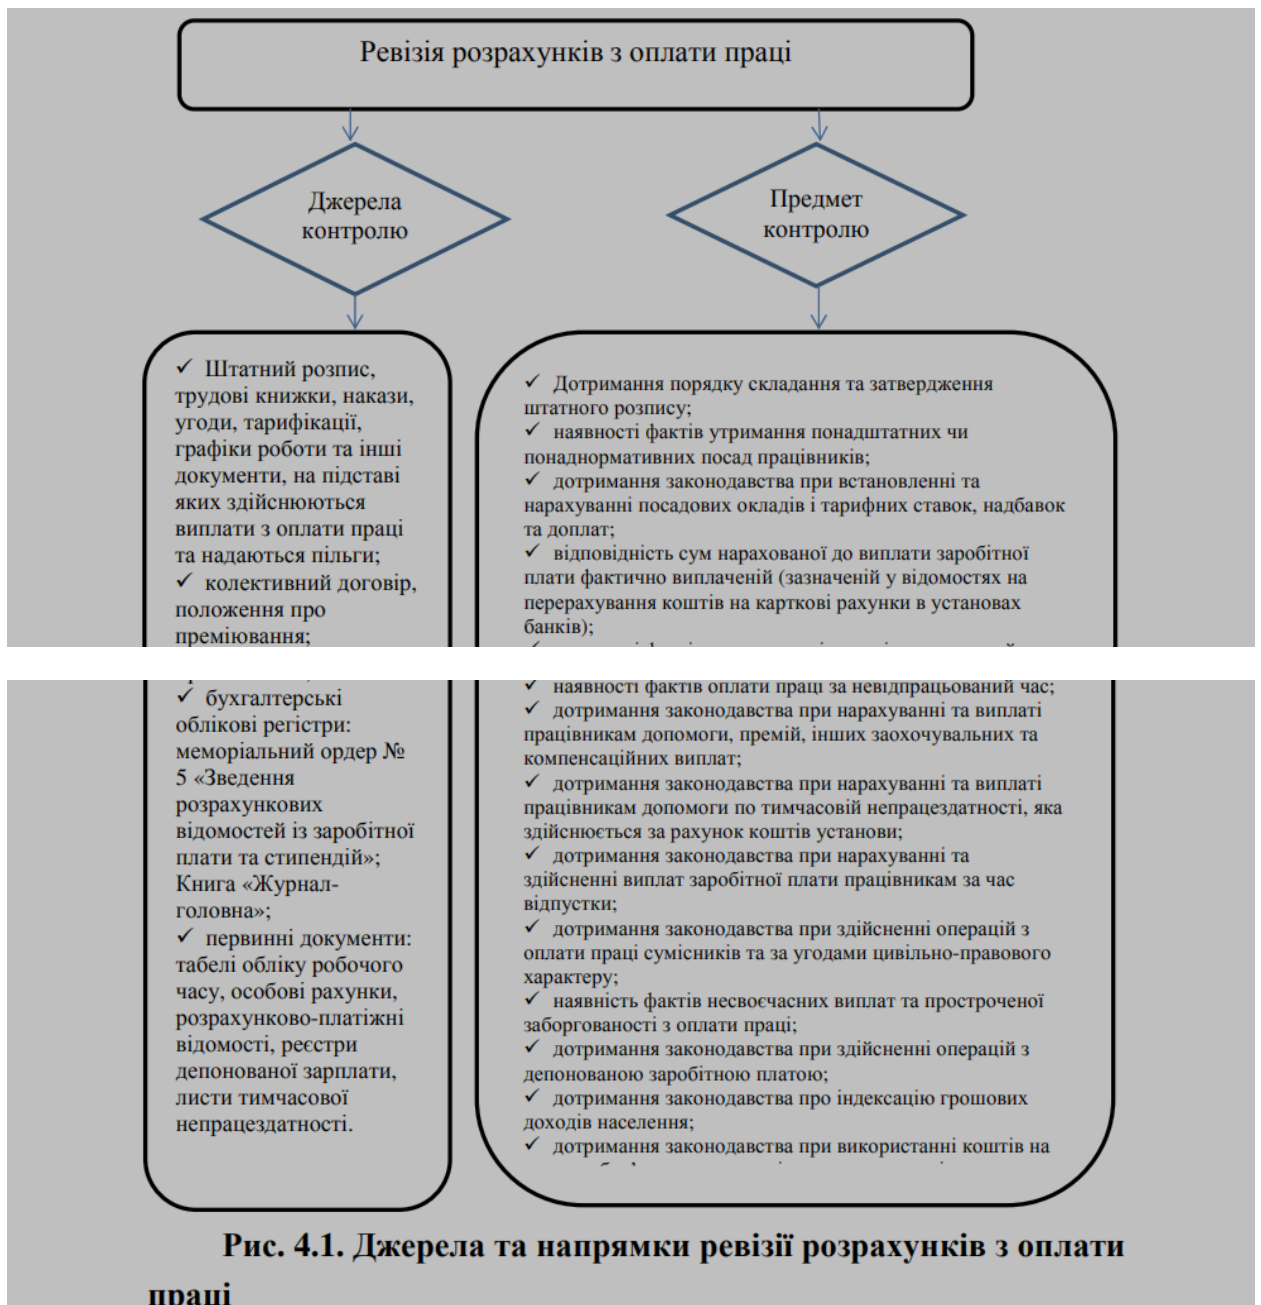 Ревізія розрахунків з оплати праці
Джерела
контролю
Предмет
контролю
✓ Штатний розпис,
трудові книжки, накази,
угоди, тарифікації,
графіки роботи та інші
документи, на підставі
яких здійснюються
виплати з оплати праці
та надаються пільги;
✓ колективний договір,
положення про
преміювання;
✓ бухгалтерські
облікові регістри:
меморіальний ордер №
5 «Зведення
розрахункових
відомостей із заробітної
плати та стипендій»;
Книга «Журнал-
головна»;
✓ первинні документи:
табелі обліку робочого
часу, особові рахунки,
розрахунково-платіжні
відомості, реєстри
депонованої зарплати,
листи тимчасової
непрацездатності.
✓ Дотримання порядку складання та затвердження
штатного розпису;
✓ наявності фактів утримання понадштатних чи
понаднормативних посад працівників;
✓ дотримання законодавства при встановленні та
нарахуванні посадових окладів і тарифних ставок, надбавок
та доплат;
✓ відповідність сум нарахованої до виплати заробітної
плати фактично виплаченій (зазначеній у відомостях на
перерахування коштів на карткові рахунки в установах
банків);
✓ наявності фактів оплати праці за невідпрацьований час;
✓ дотримання законодавства при нарахуванні та виплаті
працівникам допомоги, премій, інших заохочувальних та
компенсаційних виплат;
✓ дотримання законодавства при нарахуванні та виплаті
працівникам допомоги по тимчасовій непрацездатності, яка
здійснюється за рахунок коштів установи;
✓ дотримання законодавства при нарахуванні та
здійсненні виплат заробітної плати працівникам за час
відпустки;
✓ дотримання законодавства при здійсненні операцій з
оплати праці сумісників та за угодами цивільно-правового
характеру;
✓ наявність фактів несвоєчасних виплат та простроченої
заборгованості з оплати праці;
✓ дотримання законодавства при здійсненні операцій з
депонованою заробітною платою;
✓ дотримання законодавства про індексацію грошових
доходів населення;
✓ дотримання законодавства при використанні коштів на
Рис. 4.1. Джерела та напрямки ревізії розрахунків з оплати
праці